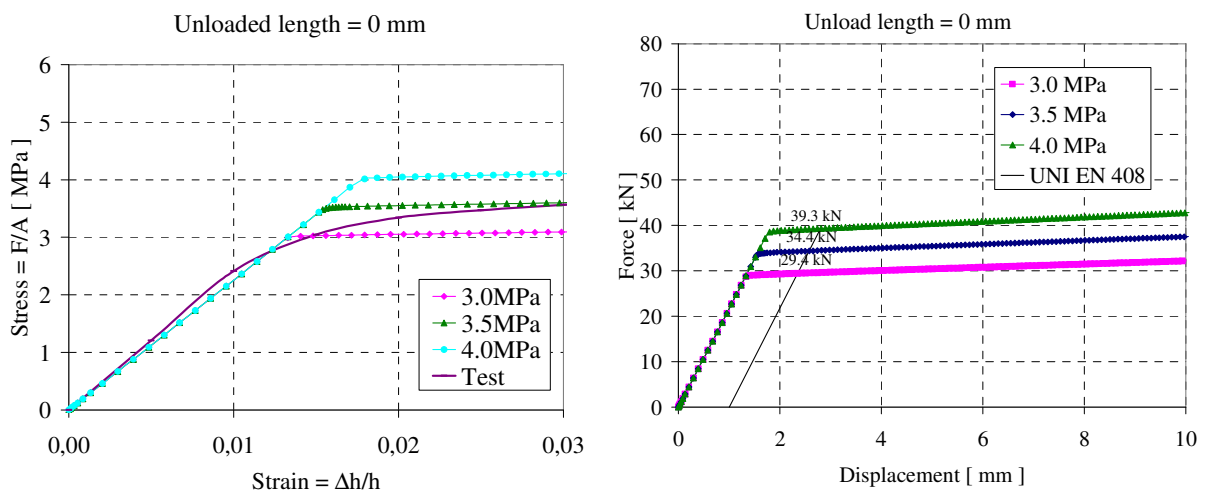 Unloaded length = 0 mm
6
5
4
3
2
1
0
Stress = F/A [ MPa ]
0,00
0,01
0,02
0,03
Strain = Δh/h
3.0MPa
3.5MPa
4.0MPa
Test
Unload length = 0 mm
80
70
60
50
40
30
20
10
0
Force [ kN ]
0
2
4
6
8
10
Displacement [ mm ]
3.0 MPa
3.5 MPa
4.0 MPa
UNI EN 408
39.3 kN
34.4 kN
29.4 kN